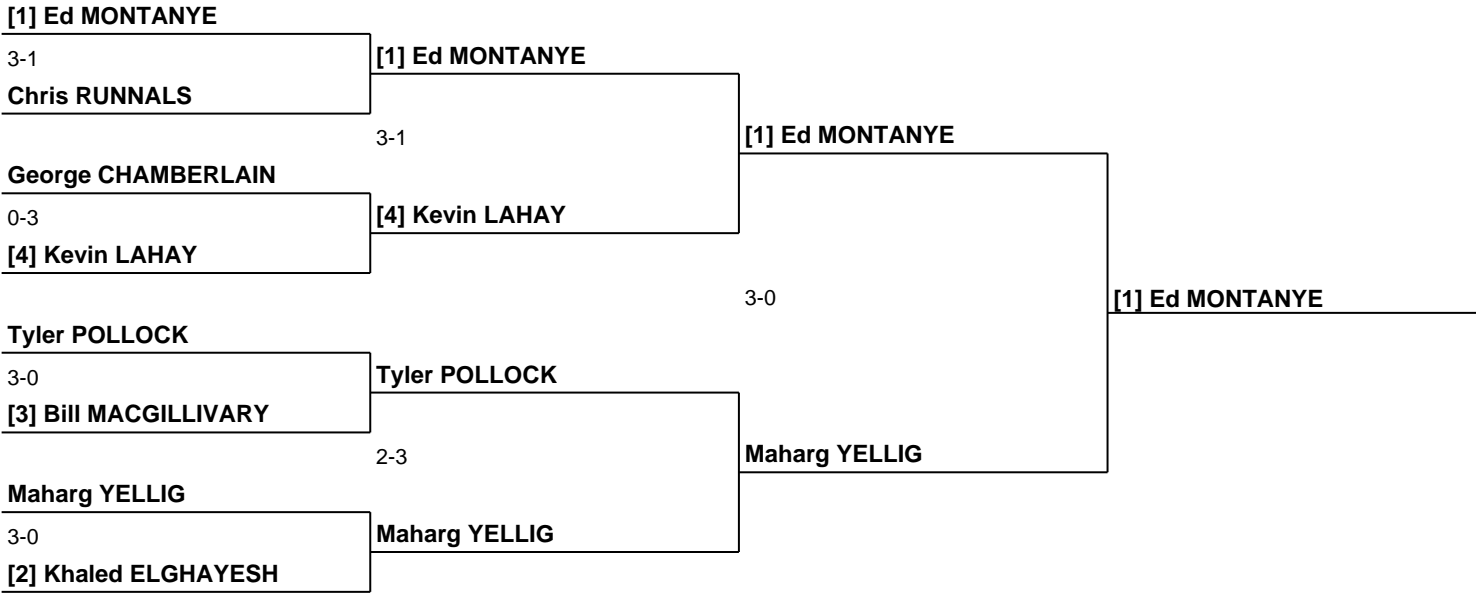 [1] Ed MONTANYE
3-1
Chris RUNNALS
George CHAMBERLAIN
0-3
[4] Kevin LAHAY
Tyler POLLOCK
3-0
[3] Bill MACGILLIVARY
Maharg YELLIG
3-0
[2] Khaled ELGHAYESH
[1] Ed MONTANYE
3-1
[4] Kevin LAHAY
Tyler POLLOCK
2-3
Maharg YELLIG
[1] Ed MONTANYE
3-0
Maharg YELLIG
[1] Ed MONTANYE